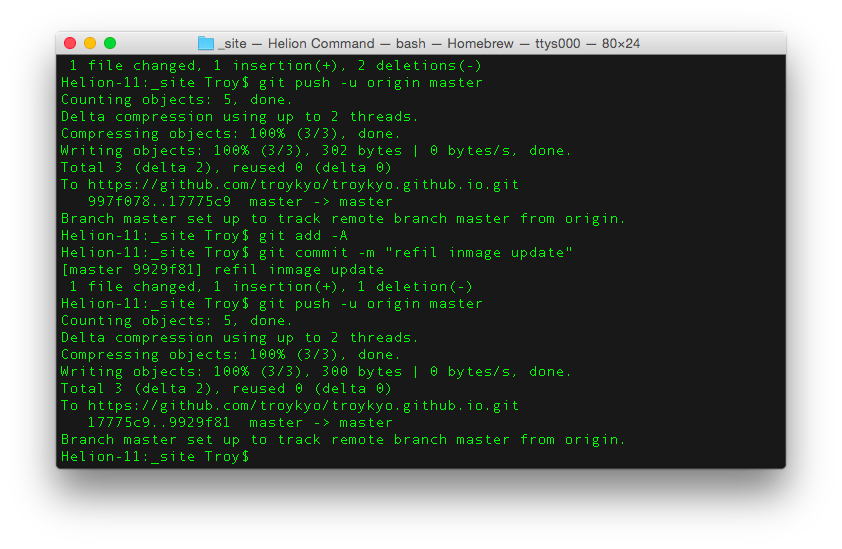 _site — Helion Command — bash — Homebrew — ttys000 — 80×24
1 file changed, 1 insertion(+), 2 deletions(-)
Helion-11:_site Troy$ git push -u origin master
Counting objects: 5, done.
Delta compression using up to 2 threads.
Compressing objects: 100% (3/3), done.
Writing objects: 100% (3/3), 302 bytes | 0 bytes/s, done.
Total 3 (delta 2), reused 0 (delta 0)
To https://github.com/troykyo/troykyo.github.io.git
   997f078..17775c9  master -> master
Branch master set up to track remote branch master from origin.
Helion-11:_site Troy$ git add -A
Helion-11:_site Troy$ git commit -m "refil inmage update"
[master 9929f81] refil inmage update
 1 file changed, 1 insertion(+), 1 deletion(-)
Helion-11:_site Troy$ git push -u origin master
Counting objects: 5, done.
Delta compression using up to 2 threads.
Compressing objects: 100% (3/3), done.
Writing objects: 100% (3/3), 300 bytes | 0 bytes/s, done.
Total 3 (delta 2), reused 0 (delta 0)
To https://github.com/troykyo/troykyo.github.io.git
   17775c9..9929f81  master -> master
Branch master set up to track remote branch master from origin.
Helion-11:_site Troy$